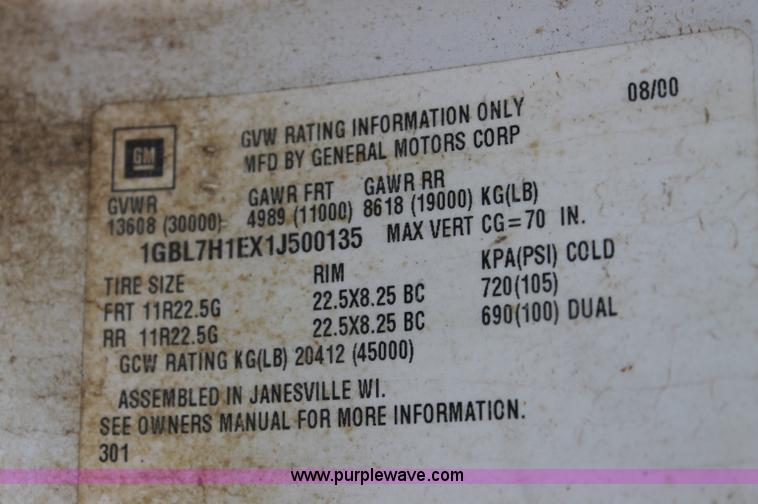 08/00
GVW RATING INFORMATION ONLY
MFD BY GENERAL MOTORS CORP
GM
GVWR GAWR FRT GAWR RR
13608 (30000) 4989 (11000) 8618 (19000) KG(LB)
1GBL7H1EX1J500135 MAX VERT CG=70 IN.
TIRE SIZE RIM KPA(PSI) COLD
FRT 11R22.5G 22.5X8.25 BC 720(105)
RR 11R22.5G 22.5X8.25 BC 690(100) DUAL
GCW RATING KG(LB) 20412 (45000)
ASSEMBLED IN JANESVILLE WI.
SEE OWNERS MANUAL FOR MORE INFORMATION.
301
www.purplewave.com